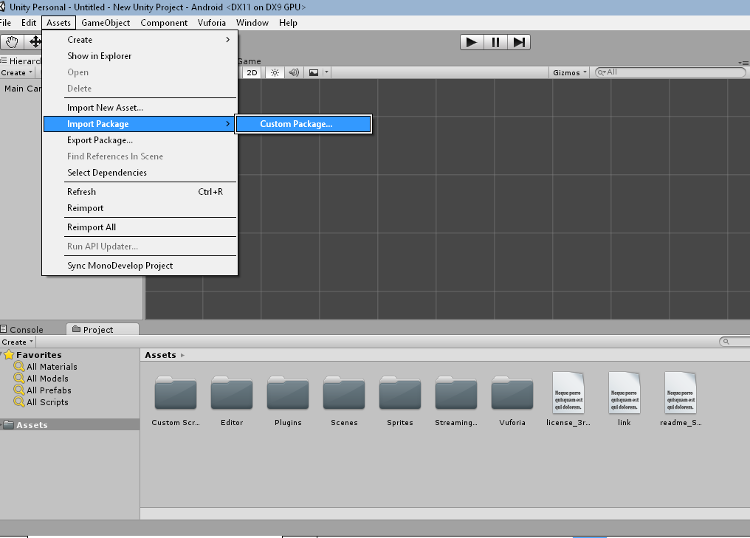 Unity Personal - Untitled - New Unity Project - Android <DX11 on DX9 GPU>
File Edit Assets GameObject Component Vuforia Window Help
Hierarc
Game
Create
2D
Gizmos
All
Main Car
Create
Show in Explorer
Open
Delete
Import New Asset...
Import Package
Custom Package...
Export Package...
Find References In Scene
Select Dependencies
Refresh Ctrl+R
Reimport
Reimport All
Run API Updater...
Sync MonoDevelop Project
Console Project
Create
Favorites
All Materials
All Models
All Prefabs
All Scripts
Assets
Assets
Custom Scr... Editor Plugins Scenes Sprites Streaming... Vuforia license_3r... link readme_S...